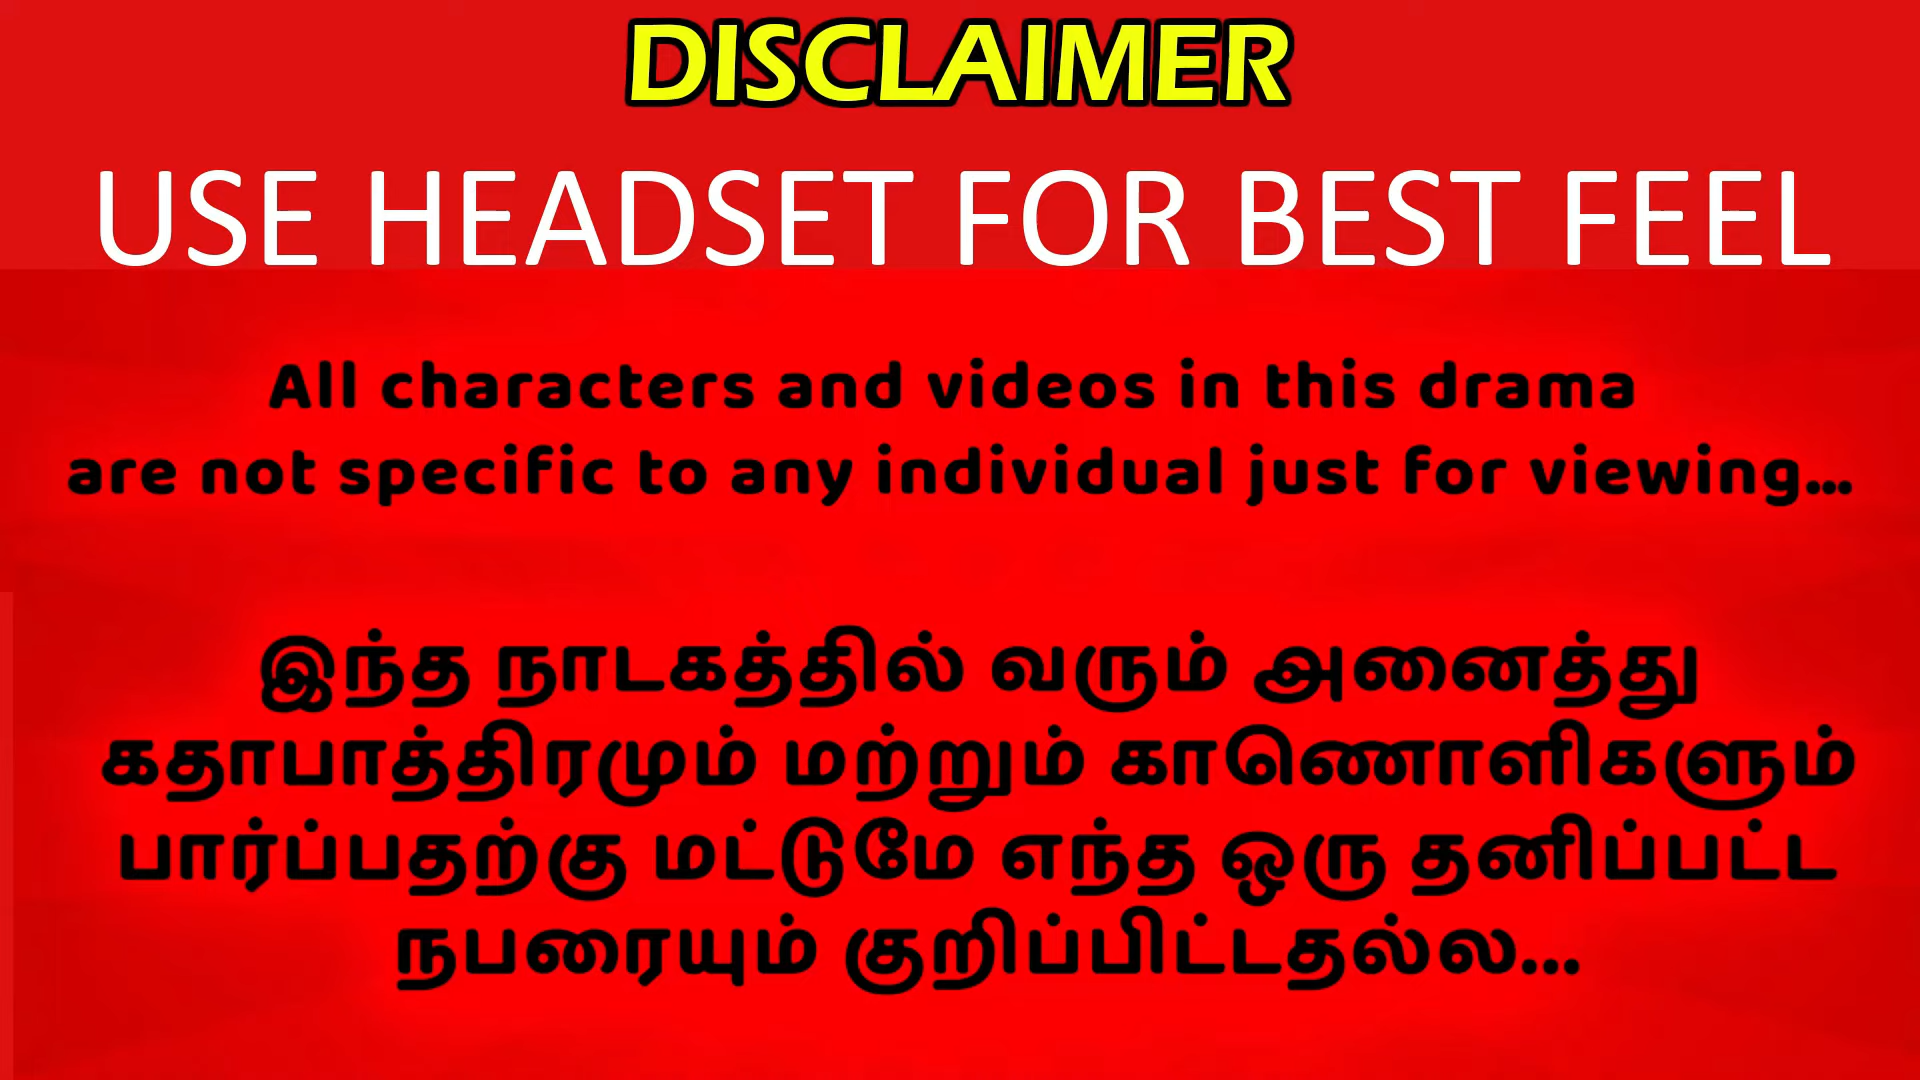 DISCLAIMER
USE HEADSET FOR BEST FEEL
All characters and videos in this drama
are not specific to any individual just for viewing...
இந்த நாடகத்தில் வரும் அனைத்து
கதாபாத்திரமும் மற்றும் காணொளிகளும்
பார்ப்பதற்கு மட்டுமே எந்த ஒரு தனிப்பட்ட
நபரையும் குறிப்பிட்டதல்ல...